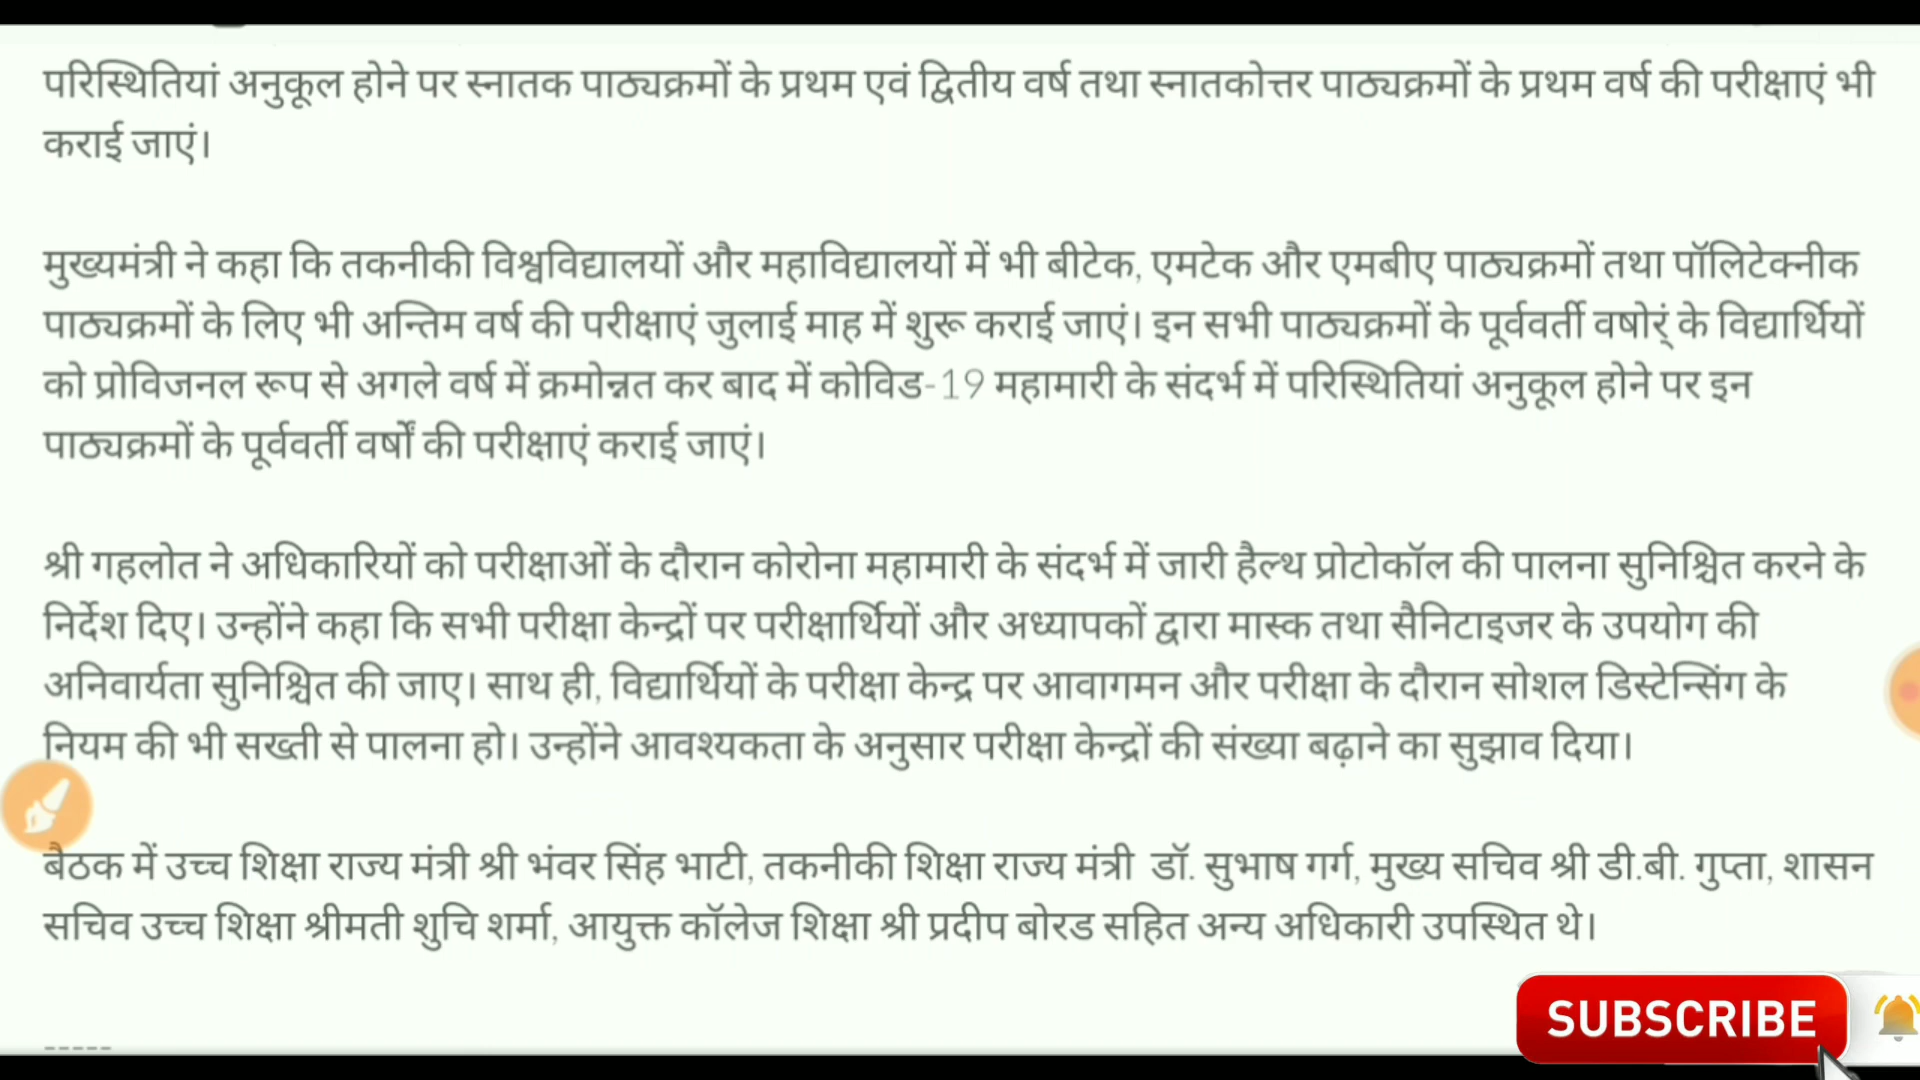 परिस्थितियां अनुकूल होने पर स्नातक पाठ्यक्रमों के प्रथम एवं द्वितीय वर्ष तथा स्नातकोत्तर पाठ्यक्रमों के प्रथम वर्ष की परीक्षाएं भी
कराई जाएं।
मुख्यमंत्री ने कहा कि तकनीकी विश्वविद्यालयों और महाविद्यालयों में भी बीटेक, एमटेक और एमबीए पाठ्यक्रमों तथा पॉलिटेक्नीक
पाठ्यक्रमों के लिए भी अन्तिम वर्ष की परीक्षाएं जुलाई माह में शुरू कराई जाएं। इन सभी पाठ्यक्रमों के पूर्ववर्ती वषोर्ं के विद्यार्थियों
को प्रोविजनल रूप से अगले वर्ष में क्रमोन्नत कर बाद में कोविड-19 महामारी के संदर्भ में परिस्थितियां अनुकूल होने पर इन
पाठ्यक्रमों के पूर्ववर्ती वर्षों की परीक्षाएं कराई जाएं।
श्री गहलोत ने अधिकारियों को परीक्षाओं के दौरान कोरोना महामारी के संदर्भ में जारी हैल्थ प्रोटोकॉल की पालना सुनिश्चित करने के
निर्देश दिए। उन्होंने कहा कि सभी परीक्षा केन्द्रों पर परीक्षार्थियों और अध्यापकों द्वारा मास्क तथा सैनिटाइजर के उपयोग की
अनिवार्यता सुनिश्चित की जाए। साथ ही, विद्यार्थियों के परीक्षा केन्द्र पर आवागमन और परीक्षा के दौरान सोशल डिस्टेन्सिंग के
नियम की भी सख्ती से पालना हो। उन्होंने आवश्यकता के अनुसार परीक्षा केन्द्रों की संख्या बढ़ाने का सुझाव दिया।
बैठक में उच्च शिक्षा राज्य मंत्री श्री भंवर सिंह भाटी, तकनीकी शिक्षा राज्य मंत्री डॉ. सुभाष गर्ग, मुख्य सचिव श्री डी.बी. गुप्ता, शासन
सचिव उच्च शिक्षा श्रीमती शुचि शर्मा, आयुक्त कॉलेज शिक्षा श्री प्रदीप बोरड सहित अन्य अधिकारी उपस्थित थे।
-----
SUBSCRIBE